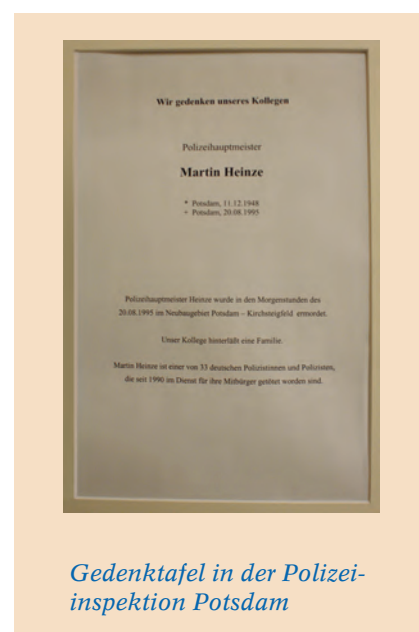 Wir gedenken unseres Kollegen
Polizeihauptmeister
Martin Heinze
* Potsdam, 11.12.1948
+ Potsdam, 20.08.1995
Polizeihauptmeister Heinze wurde in den Morgenstunden des
20.08.1995 im Neubaugebiet Potsdam – Kirchsteigfeld ermordet.
Unser Kollege hinterläßt eine Familie.
Martin Heinze ist einer von 33 deutschen Polizistinnen und Polizisten,
die seit 1990 im Dienst für ihre Mitbürger getötet worden sind.
Gedenktafel in der Polizei-
inspektion Potsdam